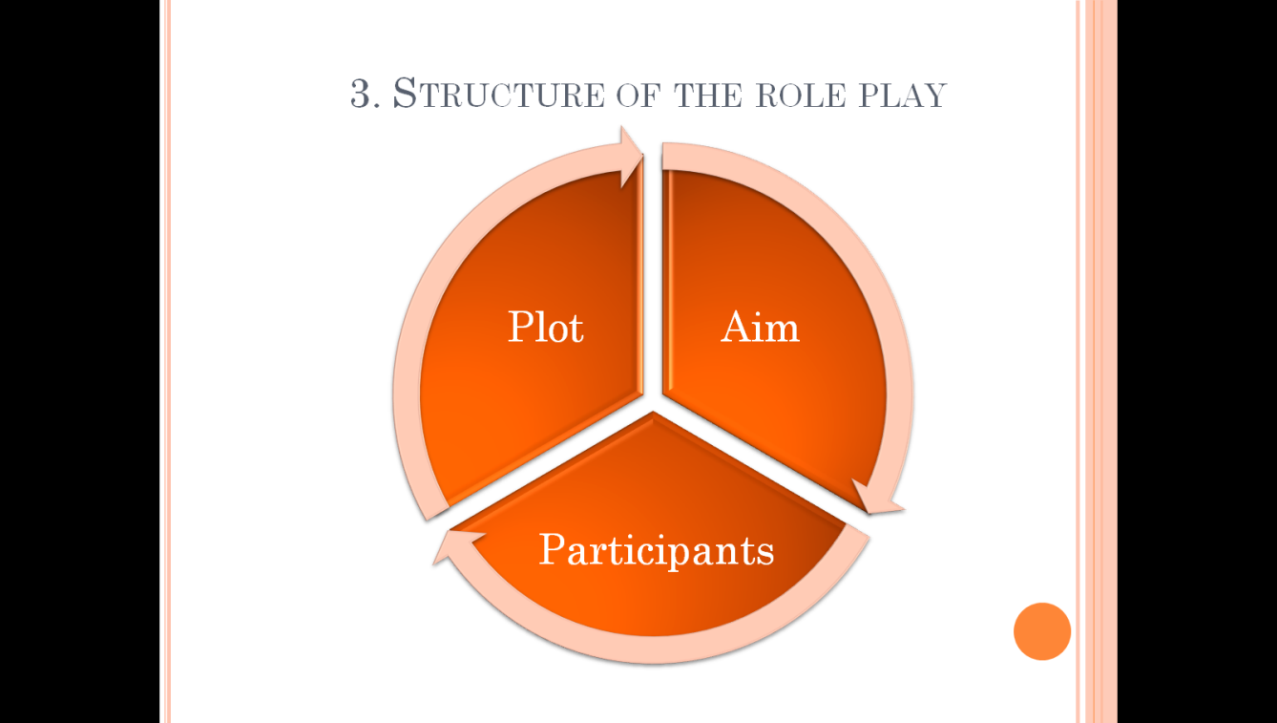 3. STRUCTURE OF THE ROLE PLAY
Plot
Aim
Participants